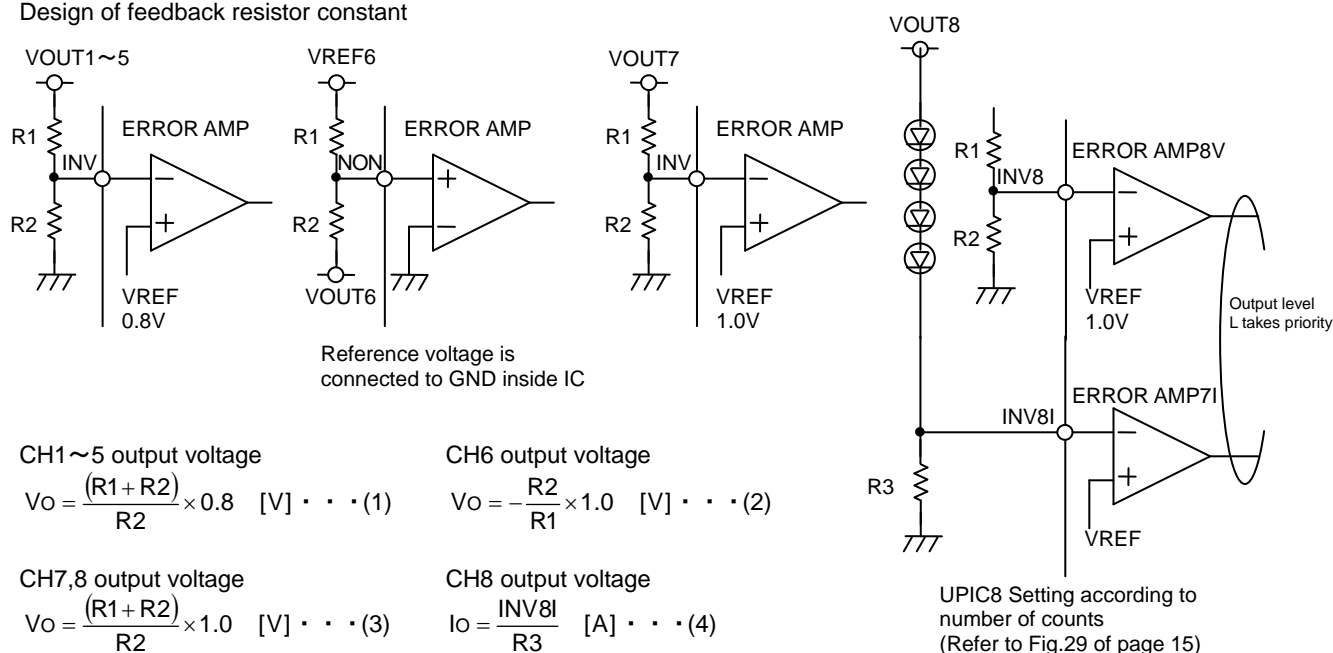 Design of feedback resistor constant
VOUT1～5
R1
INV
R2
ERROR AMP
−
+
VREF
0.8V
VREF6
R1
NON
R2
VOUT6
ERROR AMP
+
−
Reference voltage is
connected to GND inside IC
VOUT7
R1
INV
R2
ERROR AMP
−
+
VREF
1.0V
VOUT8
R1
INV8
R2
ERROR AMP8V
−
+
VREF
1.0V
Output level
L takes priority
INV8I
R3
ERROR AMP7I
−
+
VREF
UPIC8 Setting according to
number of counts
(Refer to Fig.29 of page 15)
CH1～5 output voltage
VO = (R1+R2)/R2 × 0.8 [V]・・・(1)
CH6 output voltage
VO = − R2/R1 × 1.0 [V]・・・(2)
CH7,8 output voltage
VO = (R1+R2)/R2 × 1.0 [V]・・・(3)
CH8 output voltage
IO = INV8I/R3 [A]・・・(4)